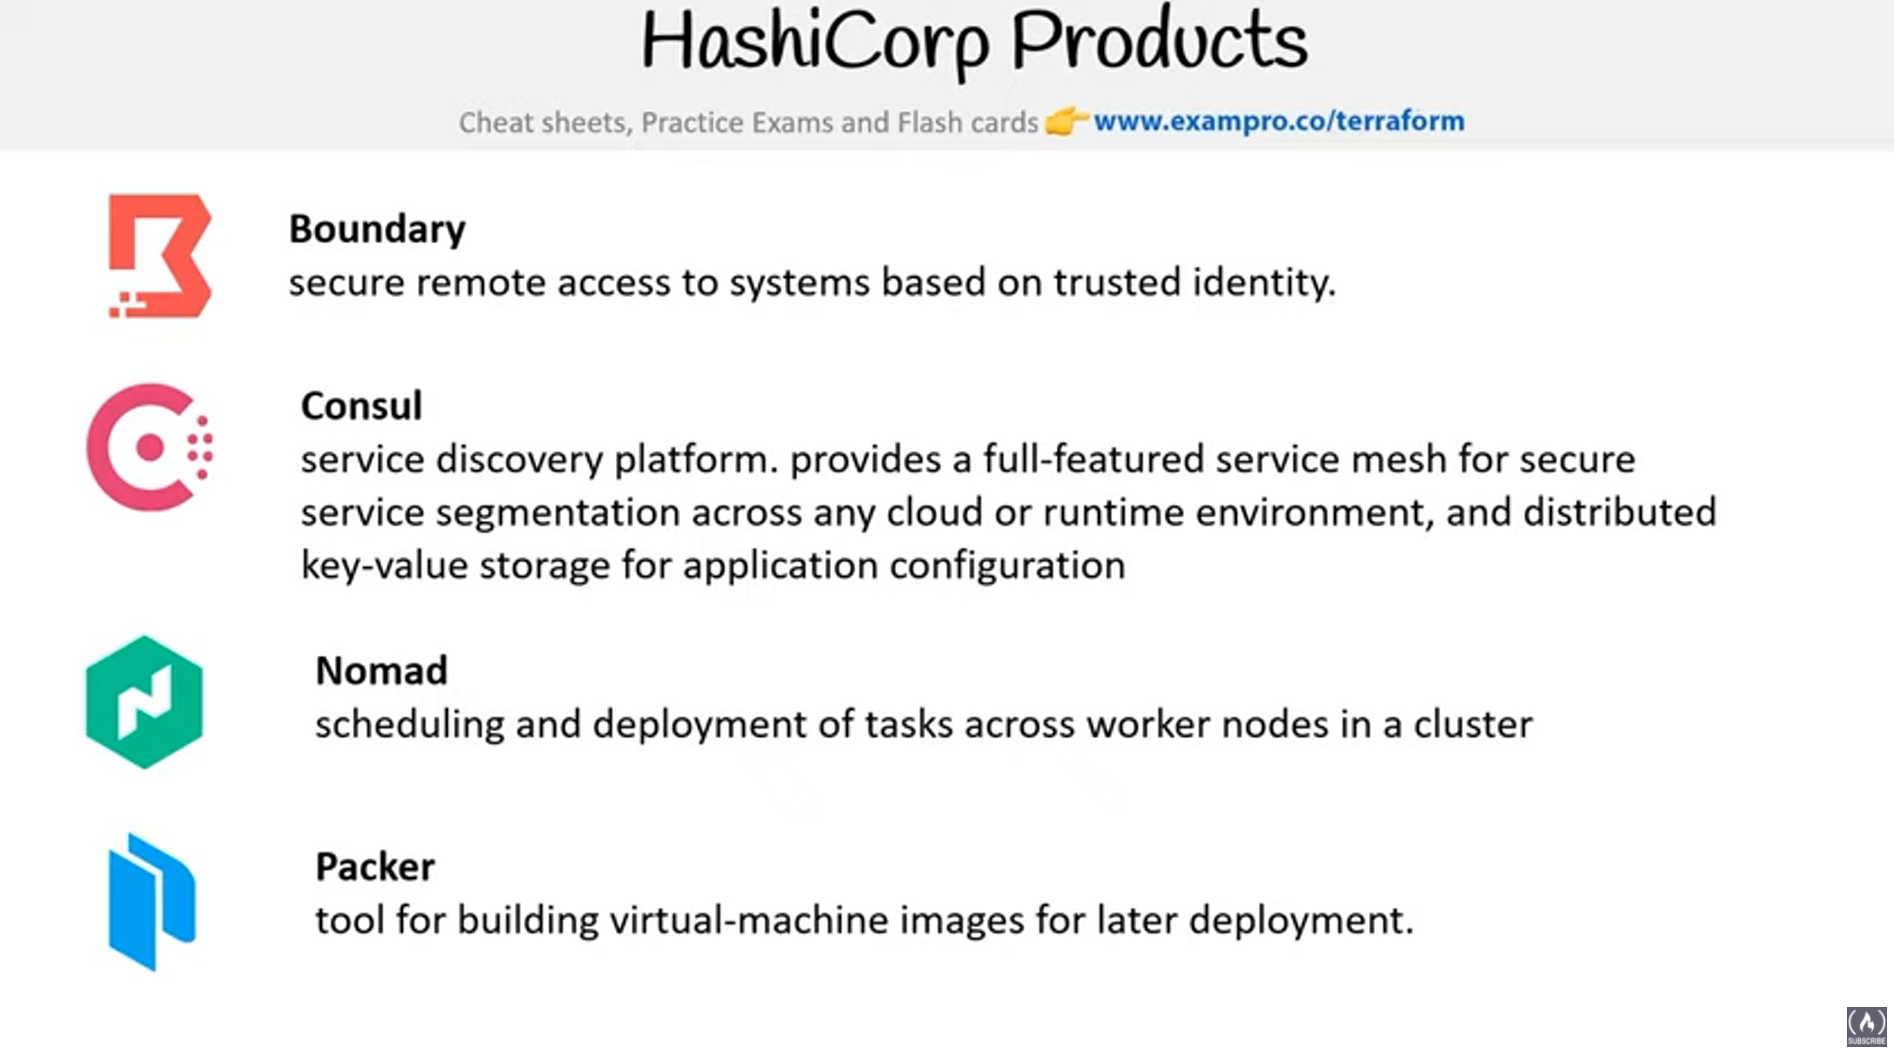 HashiCorp Products
Cheat sheets, Practice Exams and Flash cards 👉 www.exampro.co/terraform
Boundary
secure remote access to systems based on trusted identity.
Consul
service discovery platform. provides a full-featured service mesh for secure
service segmentation across any cloud or runtime environment, and distributed
key-value storage for application configuration
Nomad
scheduling and deployment of tasks across worker nodes in a cluster
Packer
tool for building virtual-machine images for later deployment.
SUBSCRIBE